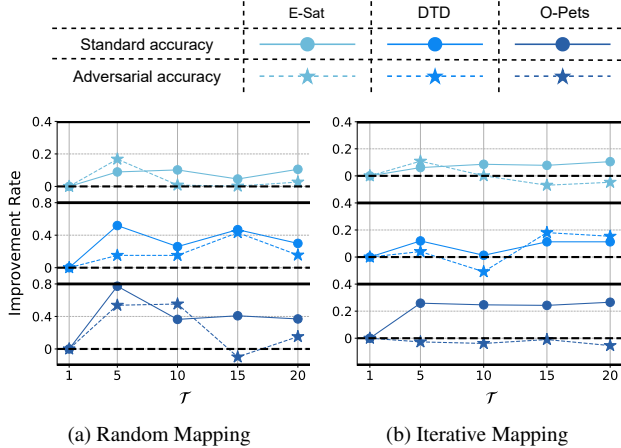 E-Sat DTD O-Pets
Standard accuracy
Adversarial accuracy
Improvement Rate
0.4
0.2
0
0.8
0.4
0
0.8
0.4
0
1 5 10 15 20
𝒯
(a) Random Mapping
0.4
0.2
0
0.4
0.2
0
0.4
0.2
0
1 5 10 15 20
𝒯
(b) Iterative Mapping